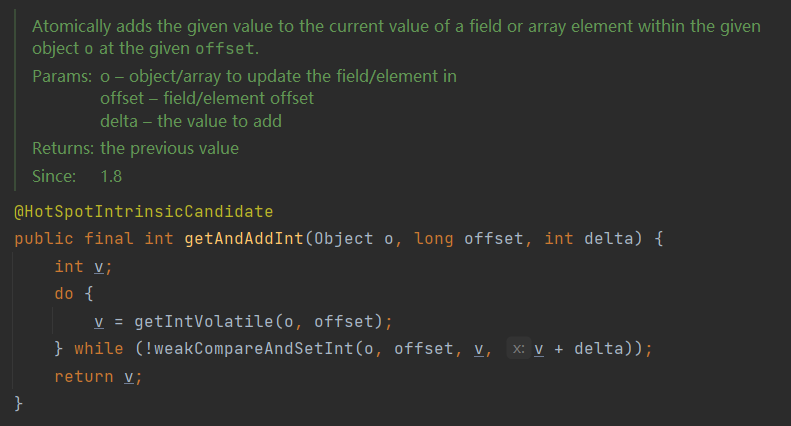 Atomically adds the given value to the current value of a field or array element within the given
object o at the given offset.
Params: o – object/array to update the field/element in
offset – field/element offset
delta – the value to add
Returns: the previous value
Since: 1.8
@HotSpotIntrinsicCandidate
public final int getAndAddInt(Object o, long offset, int delta) {
    int v;
    do {
        v = getIntVolatile(o, offset);
    } while (!weakCompareAndSetInt(o, offset, v, x: v + delta));
    return v;
}